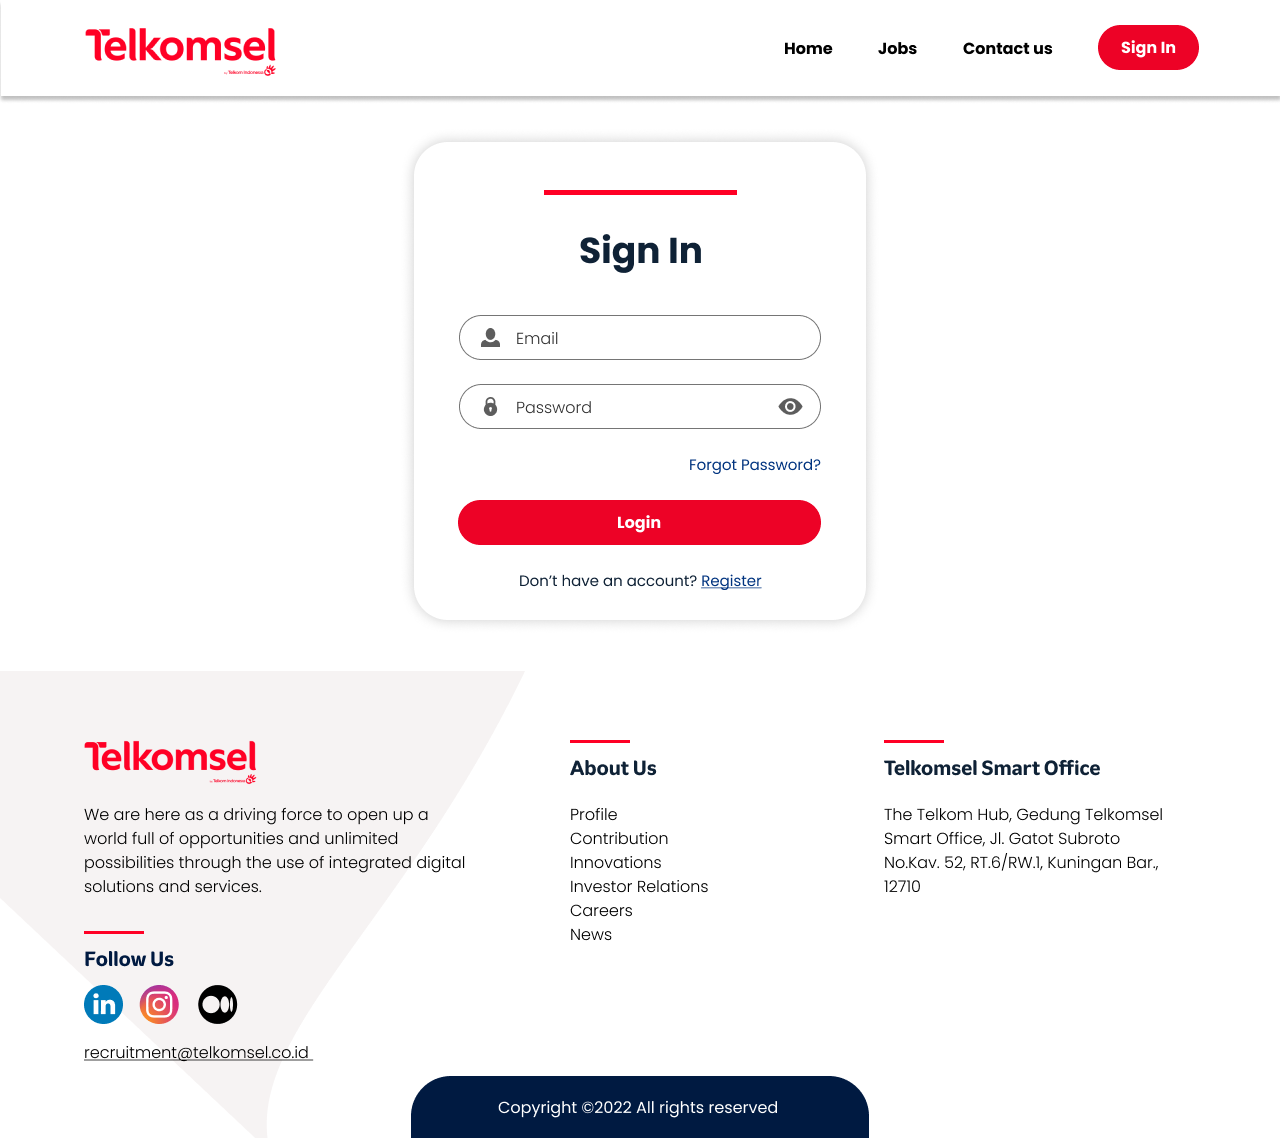 Telkomsel
by Telkom Indonesia
Home
Jobs
Contact us
Sign In
Sign In
Email
Password
Forgot Password?
Login
Don’t have an account? Register
Telkomsel
by Telkom Indonesia
We are here as a driving force to open up a
world full of opportunities and unlimited
possibilities through the use of integrated digital
solutions and services.
Follow Us
in
recruitment@telkomsel.co.id
About Us
Profile
Contribution
Innovations
Investor Relations
Careers
News
Telkomsel Smart Office
The Telkom Hub, Gedung Telkomsel
Smart Office, Jl. Gatot Subroto
No.Kav. 52, RT.6/RW.1, Kuningan Bar.,
12710
Copyright ©2022 All rights reserved